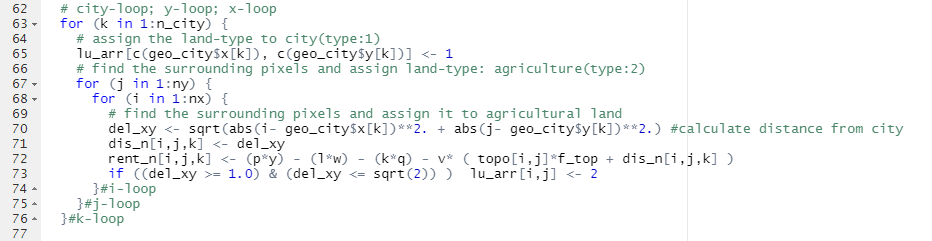 62 # city-loop; y-loop; x-loop
63 for (k in 1:n_city) {
64 # assign the land-type to city(type:1)
65 lu_arr[c(geo_city$x[k]), c(geo_city$y[k])] <- 1
66 # find the surrounding pixels and assign land-type: agriculture(type:2)
67 for (j in 1:ny) {
68 for (i in 1:nx) {
69 # find the surrounding pixels and assign it to agricultural land
70 del_xy <- sqrt(abs(i- geo_city$x[k])**2. + abs(j- geo_city$y[k])**2.) #calculate distance from city
71 dis_n[i,j,k] <- del_xy
72 rent_n[i,j,k] <- (p*y) - (l*w) - (k*q) - v* ( topo[i,j]*f_top + dis_n[i,j,k] )
73 if ((del_xy >= 1.0) & (del_xy <= sqrt(2)) ) lu_arr[i,j] <- 2
74 }#i-loop
75 }#j-loop
76 }#k-loop
77